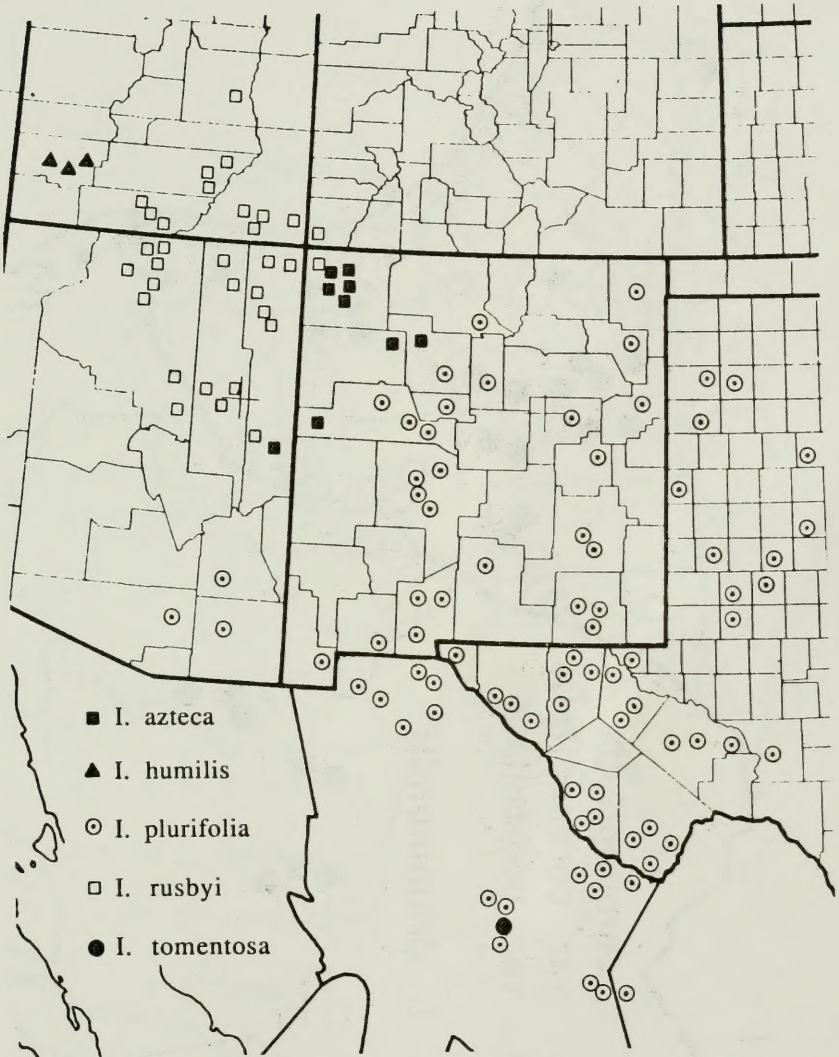 I. azteca
I. humilis
I. plurifolia
I. rusbyi
I. tomentosa